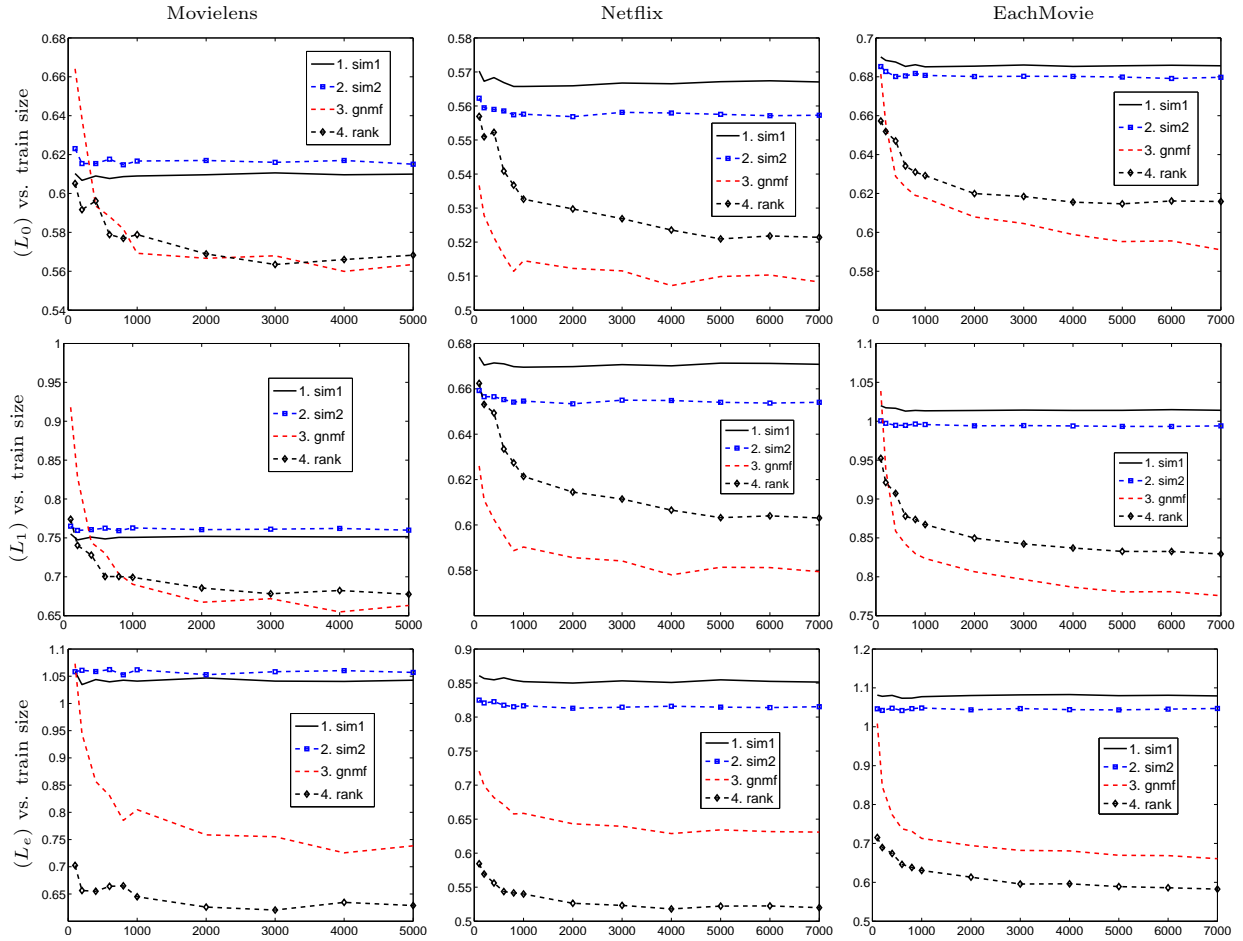 Movielens Netflix EachMovie
(L0) vs. train size
0.68
0.66
0.64
0.62
0.6
0.58
0.56
0.54
0 1000 2000 3000 4000 5000
1. sim1
2. sim2
3. gnmf
4. rank
0.58
0.57
0.56
0.55
0.54
0.53
0.52
0.51
0.5
0 1000 2000 3000 4000 5000 6000 7000
1. sim1
2. sim2
3. gnmf
4. rank
0.7
0.68
0.66
0.64
0.62
0.6
0.58
0 1000 2000 3000 4000 5000 6000 7000
1. sim1
2. sim2
3. gnmf
4. rank
(L1) vs. train size
1
0.95
0.9
0.85
0.8
0.75
0.7
0.65
0 1000 2000 3000 4000 5000
1. sim1
2. sim2
3. gnmf
4. rank
0.68
0.66
0.64
0.62
0.6
0.58
0 1000 2000 3000 4000 5000 6000 7000
1. sim1
2. sim2
3. gnmf
4. rank
1.1
1.05
1
0.95
0.9
0.85
0.8
0.75
0 1000 2000 3000 4000 5000 6000 7000
1. sim1
2. sim2
3. gnmf
4. rank
(Le) vs. train size
1.1
1.05
1
0.95
0.9
0.85
0.8
0.75
0.7
0.65
0 1000 2000 3000 4000 5000
1. sim1
2. sim2
3. gnmf
4. rank
0.9
0.85
0.8
0.75
0.7
0.65
0.6
0.55
0.5
0 1000 2000 3000 4000 5000 6000 7000
1. sim1
2. sim2
3. gnmf
4. rank
1.2
1.1
1
0.9
0.8
0.7
0.6
0.5
0 1000 2000 3000 4000 5000 6000 7000
1. sim1
2. sim2
3. gnmf
4. rank